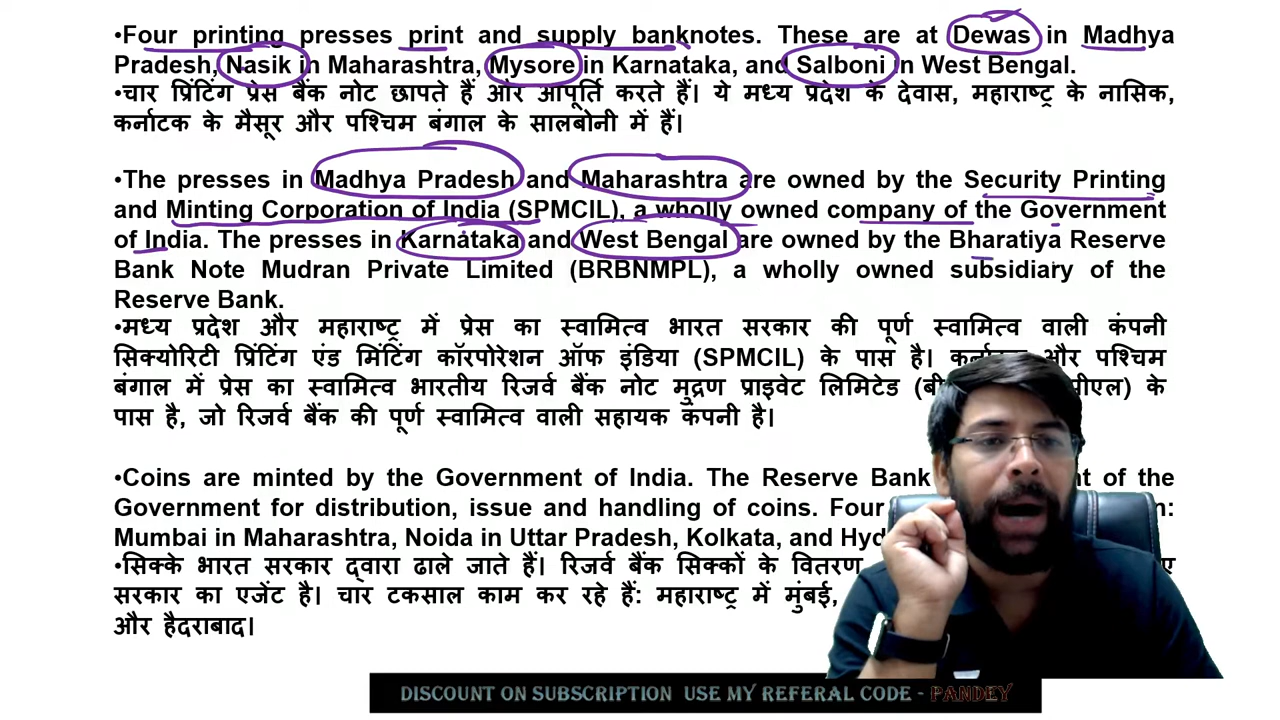 •Four printing presses print and supply banknotes. These are at Dewas in Madhya
Pradesh, Nasik in Maharashtra, Mysore in Karnataka, and Salboni in West Bengal.
•चार प्रिंटिंग प्रेस बैंक नोट छापते हैं और आपूर्ति करते हैं। ये मध्य प्रदेश के देवास, महाराष्ट्र के नासिक,
कर्नाटक के मैसूर और पश्चिम बंगाल के सालबोनी में हैं।
•The presses in Madhya Pradesh and Maharashtra are owned by the Security Printing
and Minting Corporation of India (SPMCIL), a wholly owned company of the Government
of India. The presses in Karnataka and West Bengal are owned by the Bharatiya Reserve
Bank Note Mudran Private Limited (BRBNMPL), a wholly owned subsidiary of the
Reserve Bank.
•मध्य प्रदेश और महाराष्ट्र में प्रेस का स्वामित्व भारत सरकार की पूर्ण स्वामित्व वाली कंपनी
सिक्योरिटी प्रिंटिंग एंड मिंटिंग कॉरपोरेशन ऑफ इंडिया (SPMCIL) के पास है। और पश्चिम
बंगाल में प्रेस का स्वामित्व भारतीय रिजर्व बैंक नोट मुद्रण प्राइवेट लिमिटेड के
पास है, जो रिजर्व बैंक की पूर्ण स्वामित्व वाली सहायक कंपनी है।
•Coins are minted by the Government of India. The Reserve Bank of the
Government for distribution, issue and handling of coins. Four
Mumbai in Maharashtra, Noida in Uttar Pradesh, Kolkata, and
•सिक्के भारत सरकार द्वारा ढाले जाते हैं। रिजर्व बैंक सिक्कों के वितरण
सरकार का एजेंट है। चार टकसाल काम कर रहे हैं: महाराष्ट्र में मुंबई,
और हैदराबाद।
DISCOUNT ON SUBSCRIPTION USE MY REFERAL CODE - PANDEY